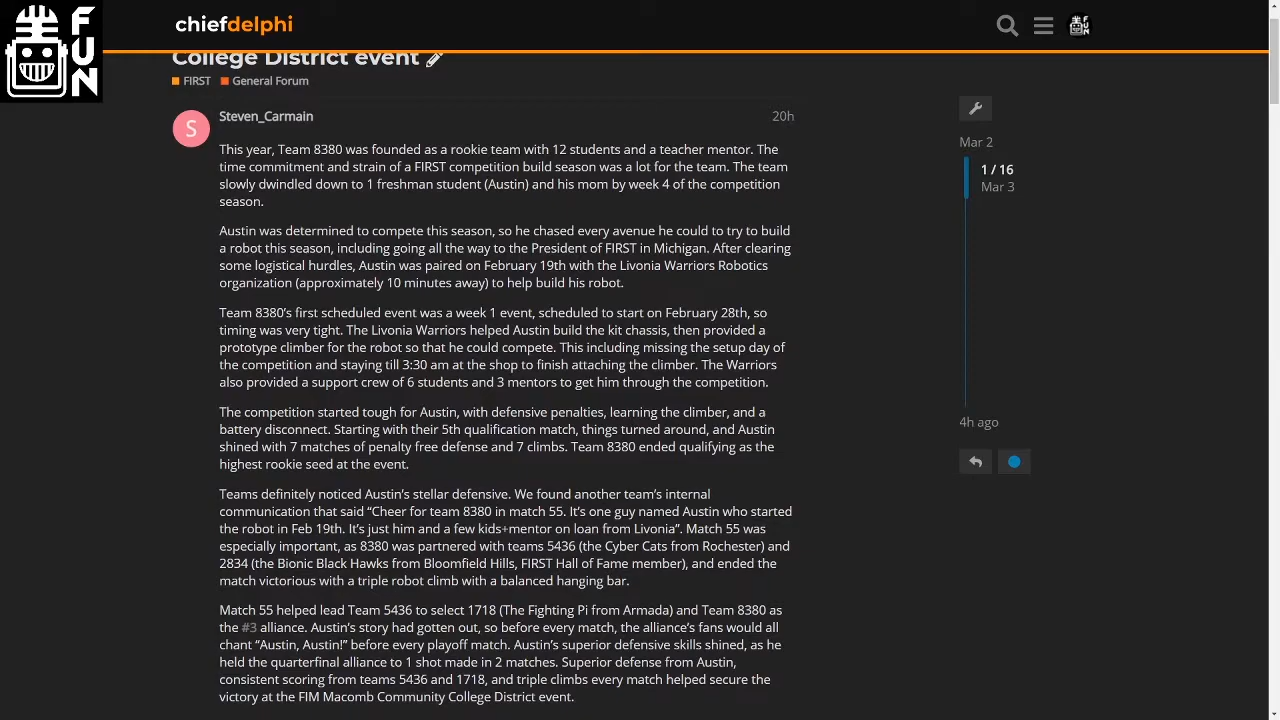 FUN
chiefdelphi
College District event
FIRST General Forum
S
Steven_Carmain
20h
This year, Team 8380 was founded as a rookie team with 12 students and a teacher mentor. The
time commitment and strain of a FIRST competition build season was a lot for the team. The team
slowly dwindled down to 1 freshman student (Austin) and his mom by week 4 of the competition
season.
Austin was determined to compete this season, so he chased every avenue he could to try to build
a robot this season, including going all the way to the President of FIRST in Michigan. After clearing
some logistical hurdles, Austin was paired on February 19th with the Livonia Warriors Robotics
organization (approximately 10 minutes away) to help build his robot.
Team 8380's first scheduled event was a week 1 event, scheduled to start on February 28th, so
timing was very tight. The Livonia Warriors helped Austin build the kit chassis, then provided a
prototype climber for the robot so that he could compete. This including missing the setup day of
the competition and staying till 3:30 am at the shop to finish attaching the climber. The Warriors
also provided a support crew of 6 students and 3 mentors to get him through the competition.
The competition started tough for Austin, with defensive penalties, learning the climber, and a
battery disconnect. Starting with their 5th qualification match, things turned around, and Austin
shined with 7 matches of penalty free defense and 7 climbs. Team 8380 ended qualifying as the
highest rookie seed at the event.
Teams definitely noticed Austin's stellar defensive. We found another team's internal
communication that said “Cheer for team 8380 in match 55. It's one guy named Austin who started
the robot in Feb 19th. It's just him and a few kids+mentor on loan from Livonia”. Match 55 was
especially important, as 8380 was partnered with teams 5436 (the Cyber Cats from Rochester) and
2834 (the Bionic Black Hawks from Bloomfield Hills, FIRST Hall of Fame member), and ended the
match victorious with a triple robot climb with a balanced hanging bar.
Match 55 helped lead Team 5436 to select 1718 (The Fighting Pi from Armada) and Team 8380 as
the #3 alliance. Austin's story had gotten out, so before every match, the alliance's fans would all
chant “Austin, Austin!” before every playoff match. Austin's superior defensive skills shined, as he
held the quarterfinal alliance to 1 shot made in 2 matches. Superior defense from Austin,
consistent scoring from teams 5436 and 1718, and triple climbs every match helped secure the
victory at the FIM Macomb Community College District event.
Mar 2
1 / 16
Mar 3
4h ago